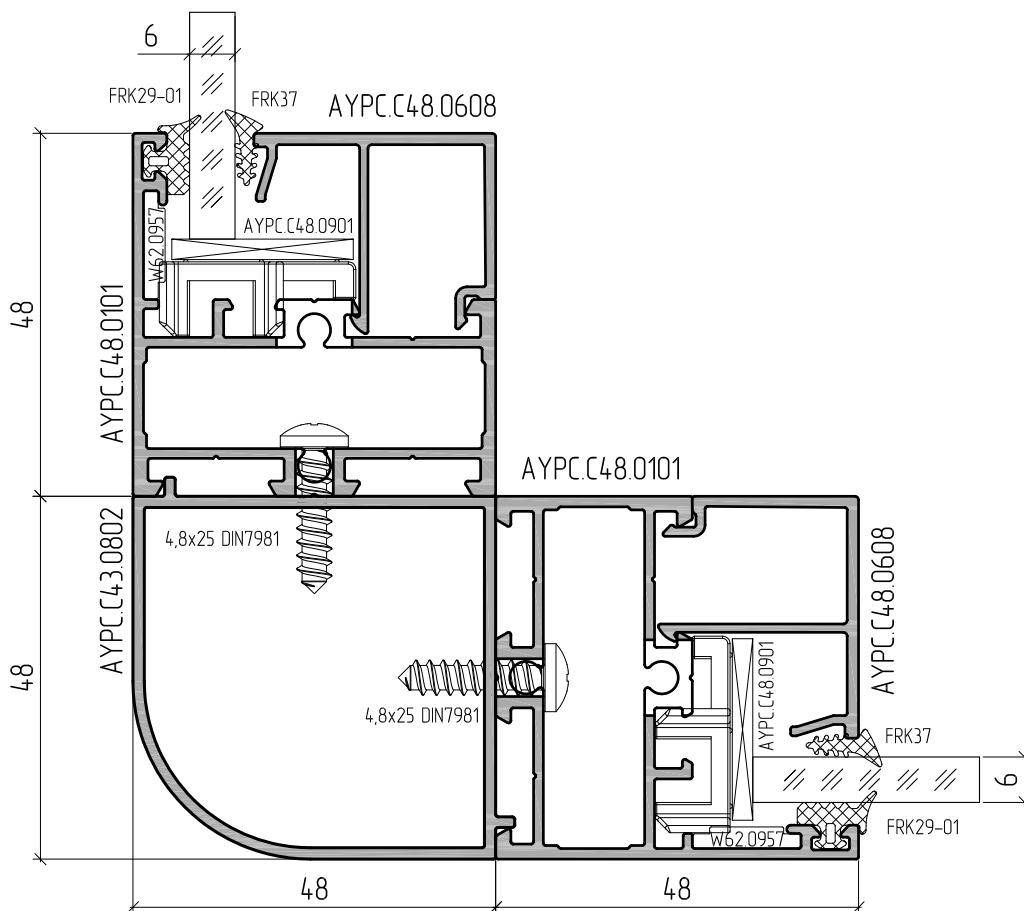 6
FRK29-01
FRK37
AYPC.C48.0608
W62.0957
AYPC.C48.0901
48
AYPC.C48.0101
AYPC.C48.0101
4,8x25 DIN7981
AYPC.C43.0802
48
AYPC.C48.0608
AYPC.C48.0901
4,8x25 DIN7981
FRK37
6
FRK29-01
W62.0957
48
48